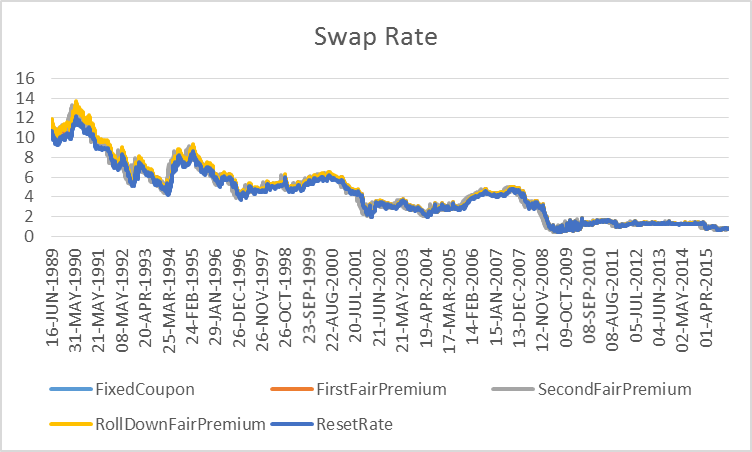 Swap Rate
16
14
12
10
8
6
4
2
0
16-JUN-1989
31-MAY-1990
21-MAY-1991
08-MAY-1992
20-APR-1993
25-MAR-1994
24-FEB-1995
29-JAN-1996
26-DEC-1996
26-NOV-1997
26-OCT-1998
23-SEP-1999
22-AUG-2000
20-JUL-2001
21-JUN-2002
21-MAY-2003
19-APR-2004
17-MAR-2005
14-FEB-2006
15-JAN-2007
13-DEC-2007
12-NOV-2008
09-OCT-2009
08-SEP-2010
08-AUG-2011
05-JUL-2012
04-JUN-2013
02-MAY-2014
01-APR-2015
FixedCoupon FirstFairPremium SecondFairPremium
RollDownFairPremium ResetRate